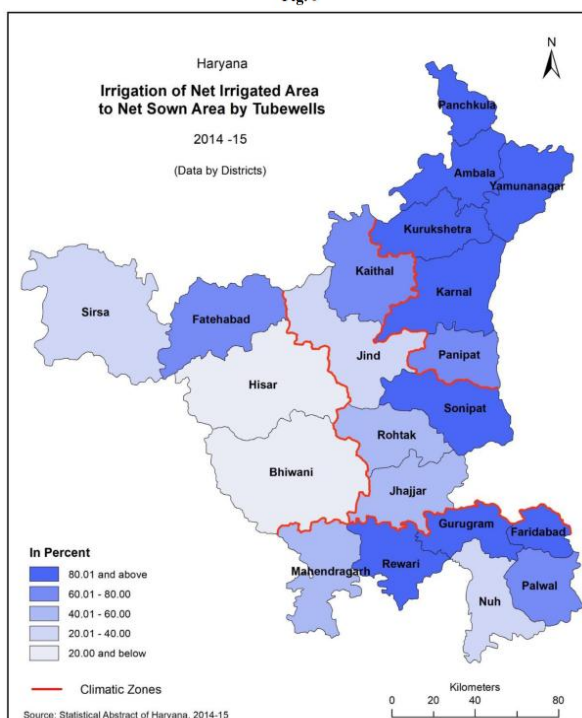 Haryana
Irrigation of Net Irrigated Area
to Net Sown Area by Tubewells
2014 -15
(Data by Districts)
N
Panchkula
Ambala
Yamunanagar
Kurukshetra
Kaithal
Karnal
Sirsa
Fatehabad
Jind
Panipat
Hisar
Sonipat
Rohtak
Bhiwani
Jhajjar
Gurugram
Faridabad
Mahendragarh
Rewari
Palwal
Nuh
In Percent
80.01 and above
60.01 - 80.00
40.01 - 60.00
20.01 - 40.00
20.00 and below
Climatic Zones
Kilometers
0 20 40 60 80
Source: Statistical Abstract of Haryana, 2014-15